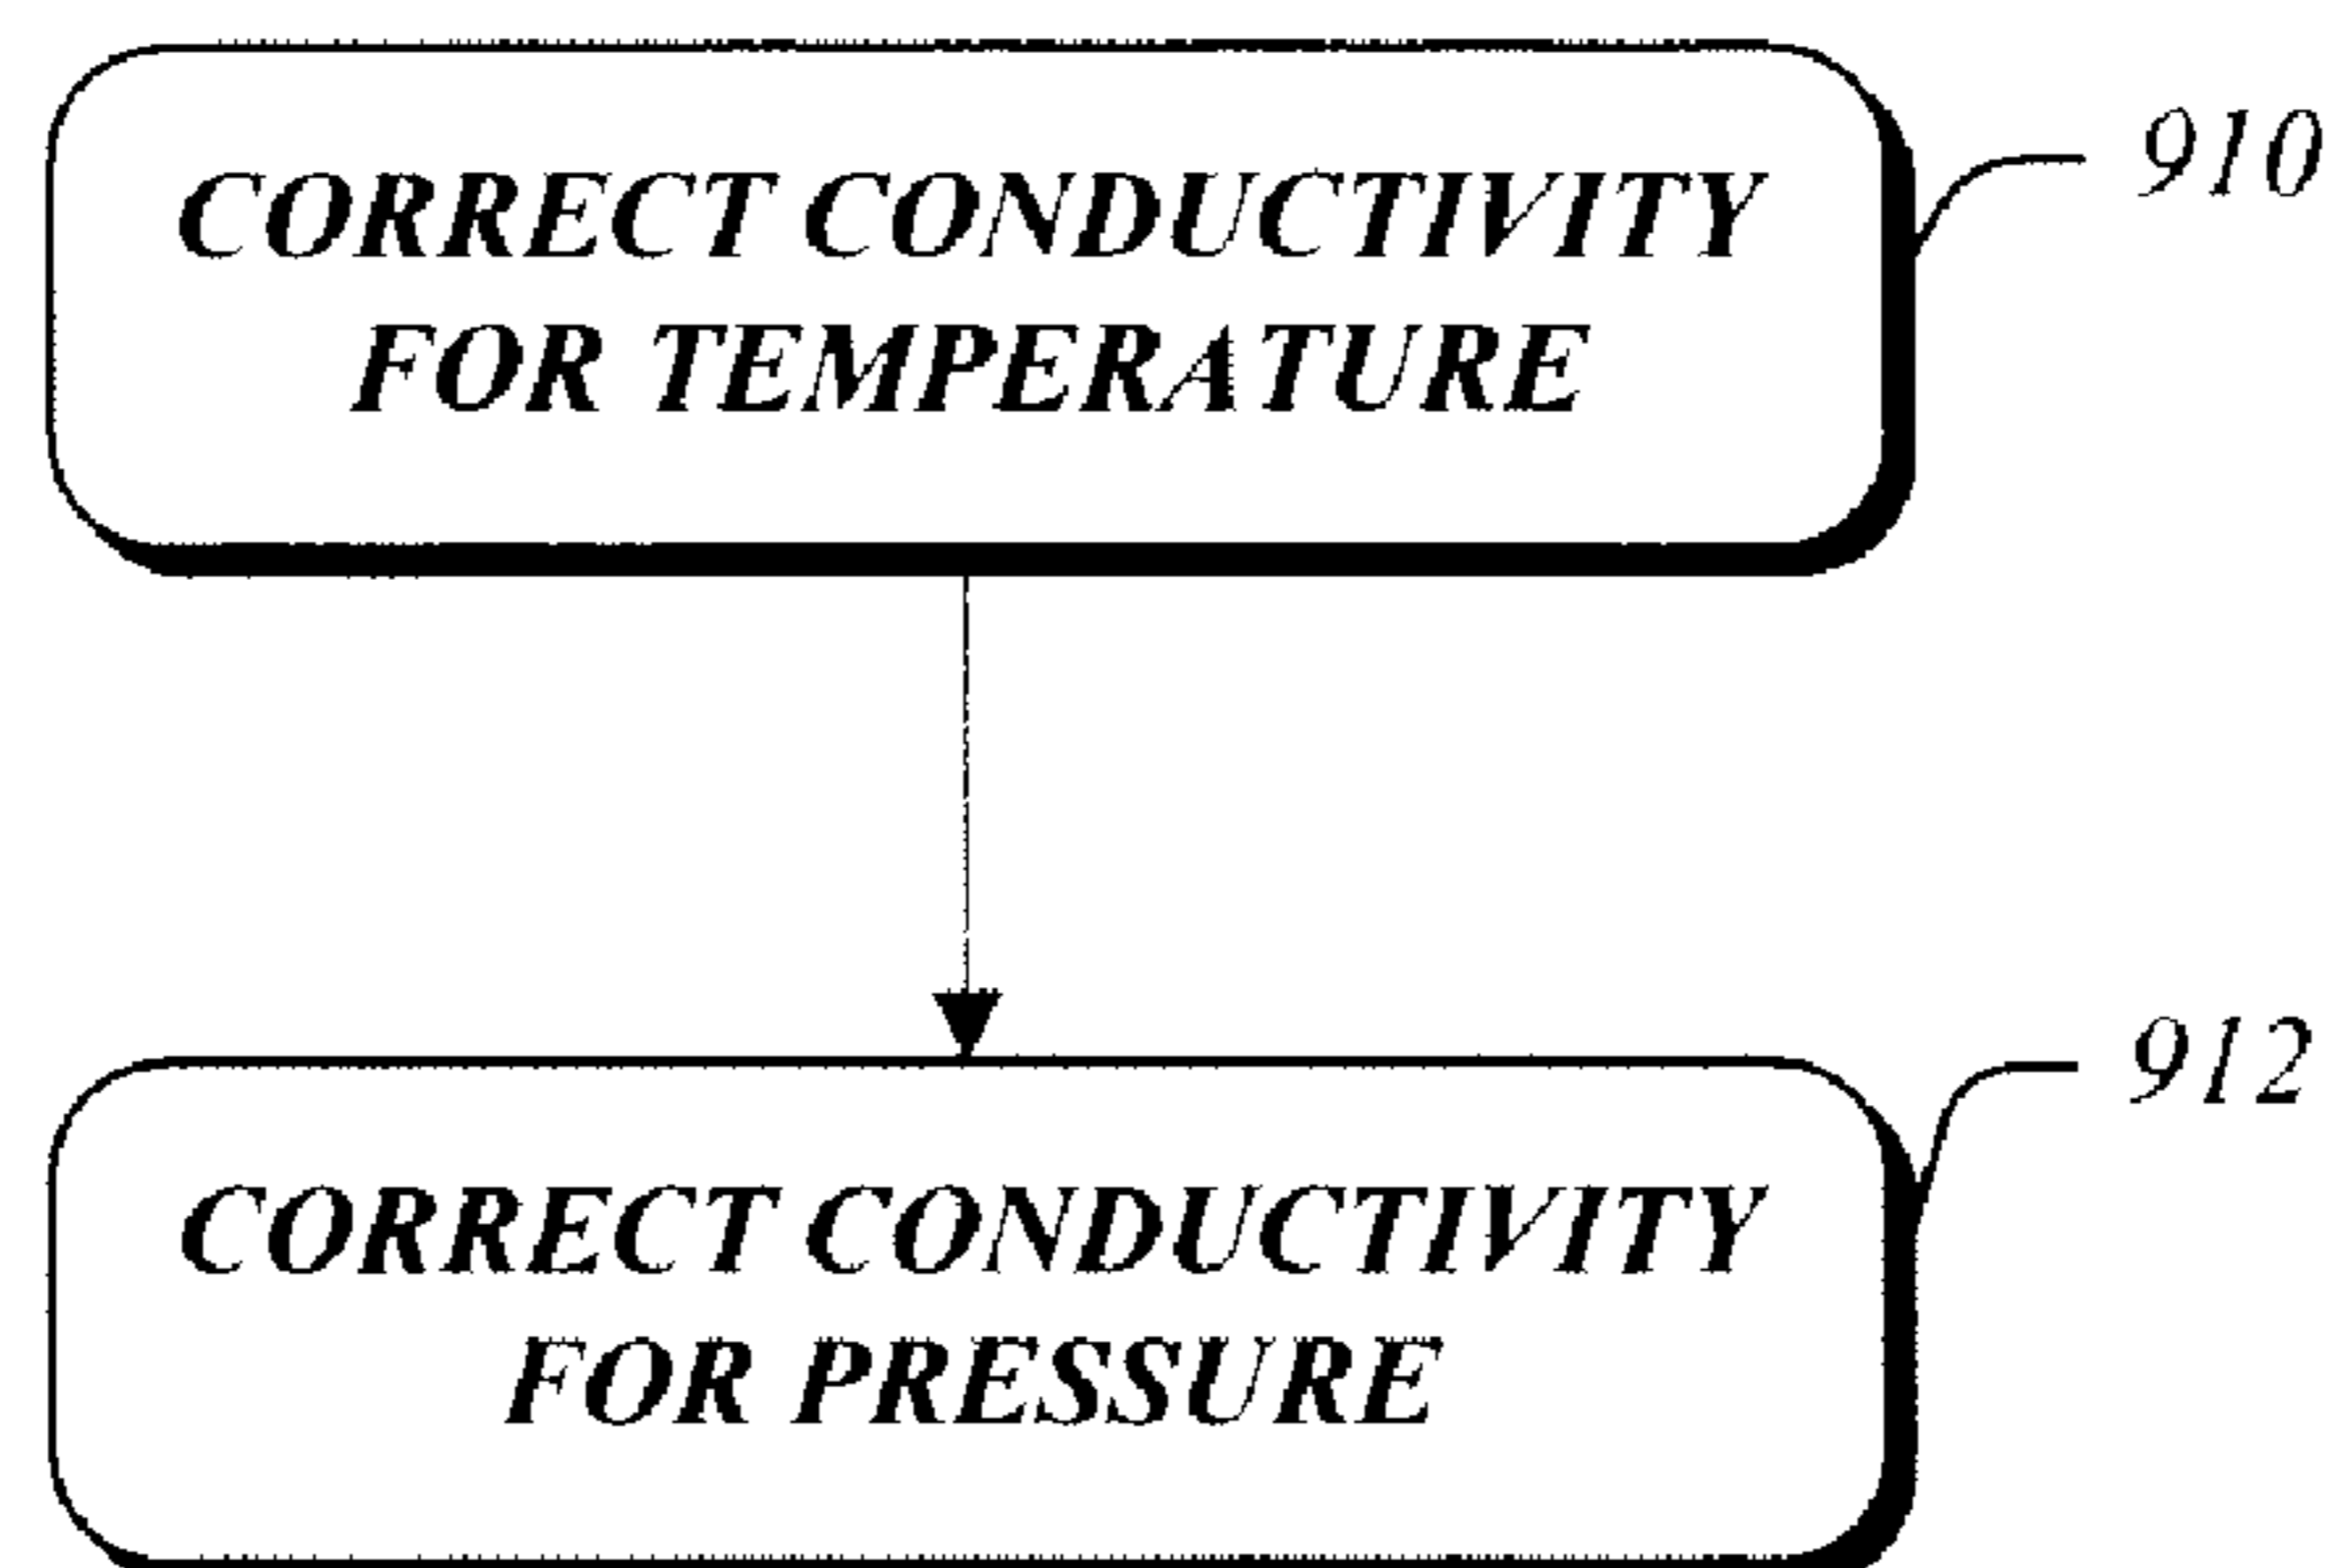 CORRECT CONDUCTIVITY
FOR TEMPERATURE
910
CORRECT CONDUCTIVITY
FOR PRESSURE
912